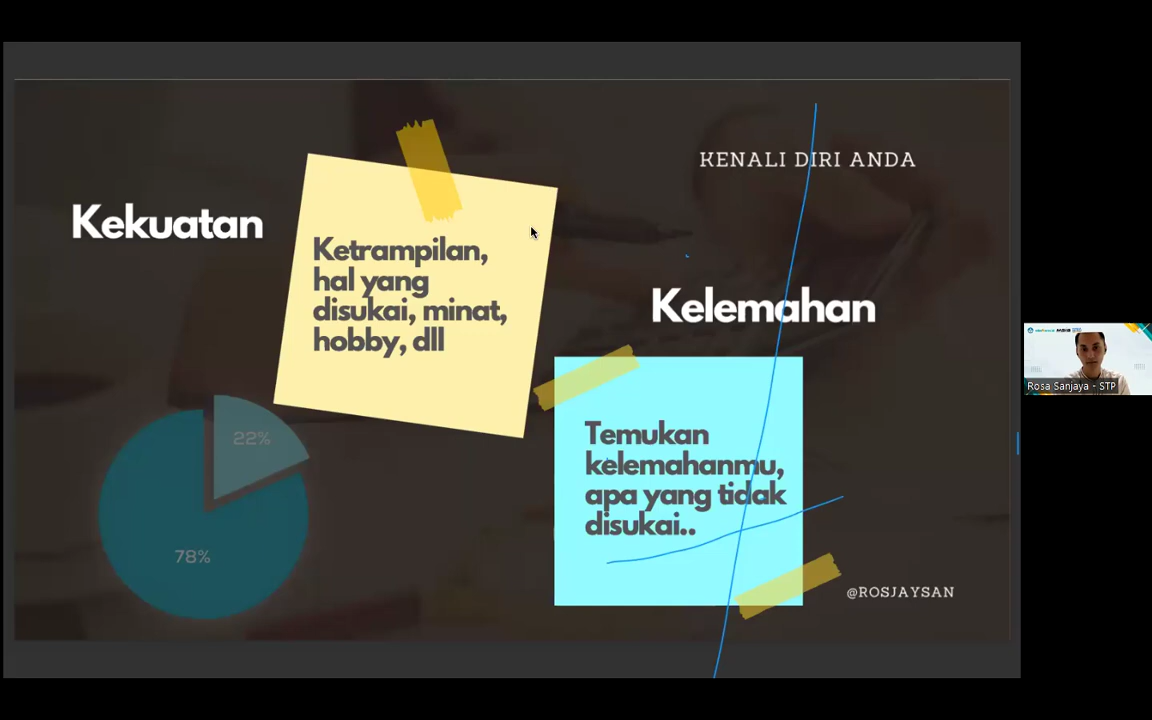 KENALI DIRI ANDA
Kekuatan
Ketrampilan,
hal yang
disukai, minat,
hobby, dll
Kelemahan
Temukan
kelemahanmu,
apa yang tidak
disukai..
22%
78%
@ROSJAYSAN
Rosa Sanjaya - STP